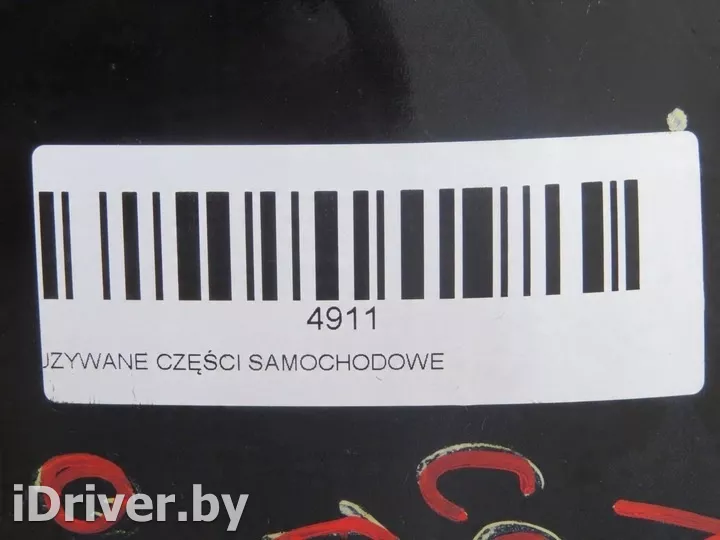 4911
UZYWANE CZĘŚCI SAMOCHODOWE
iDriver.by